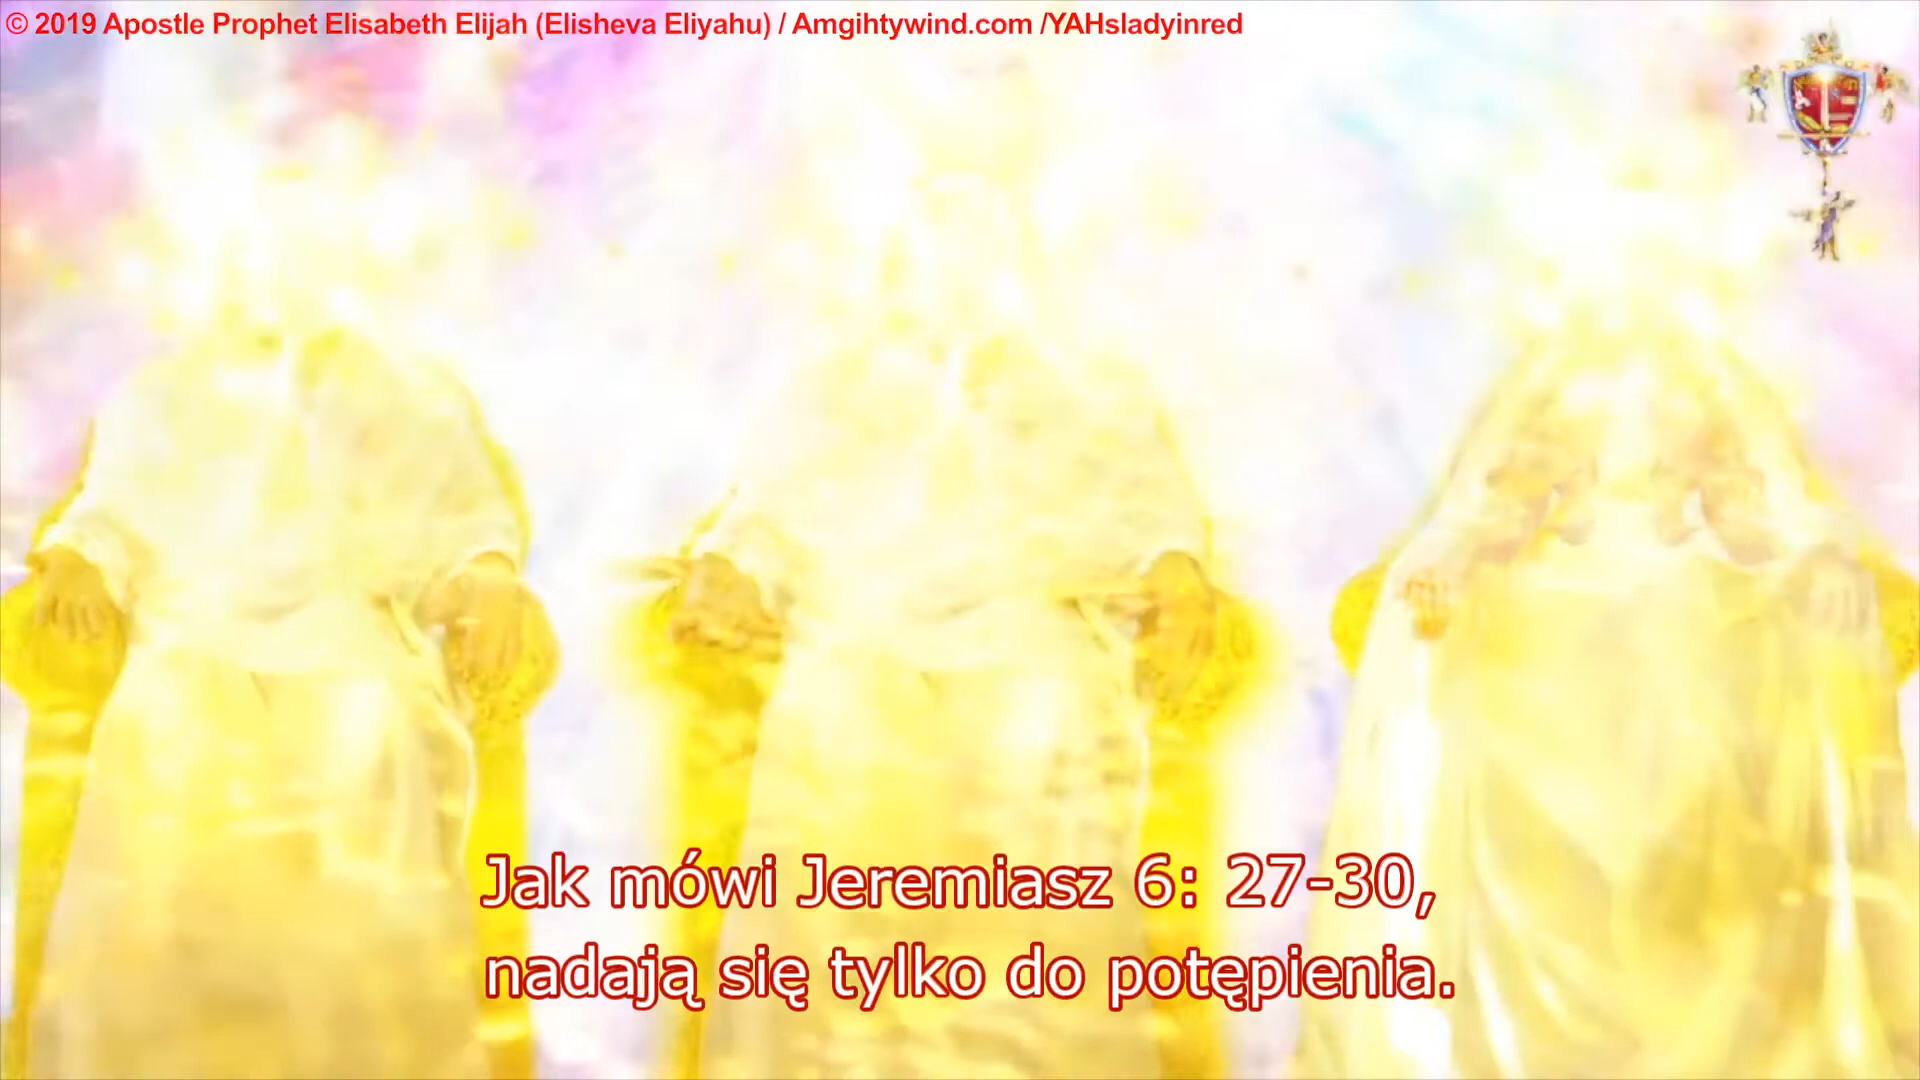 © 2019 Apostle Prophet Elisabeth Elijah (Elisheva Eliyahu) / Amgihtywind.com /YAHsladyinred
Jak mówi Jeremiasz 6: 27-30,
nadają się tylko do potępienia.